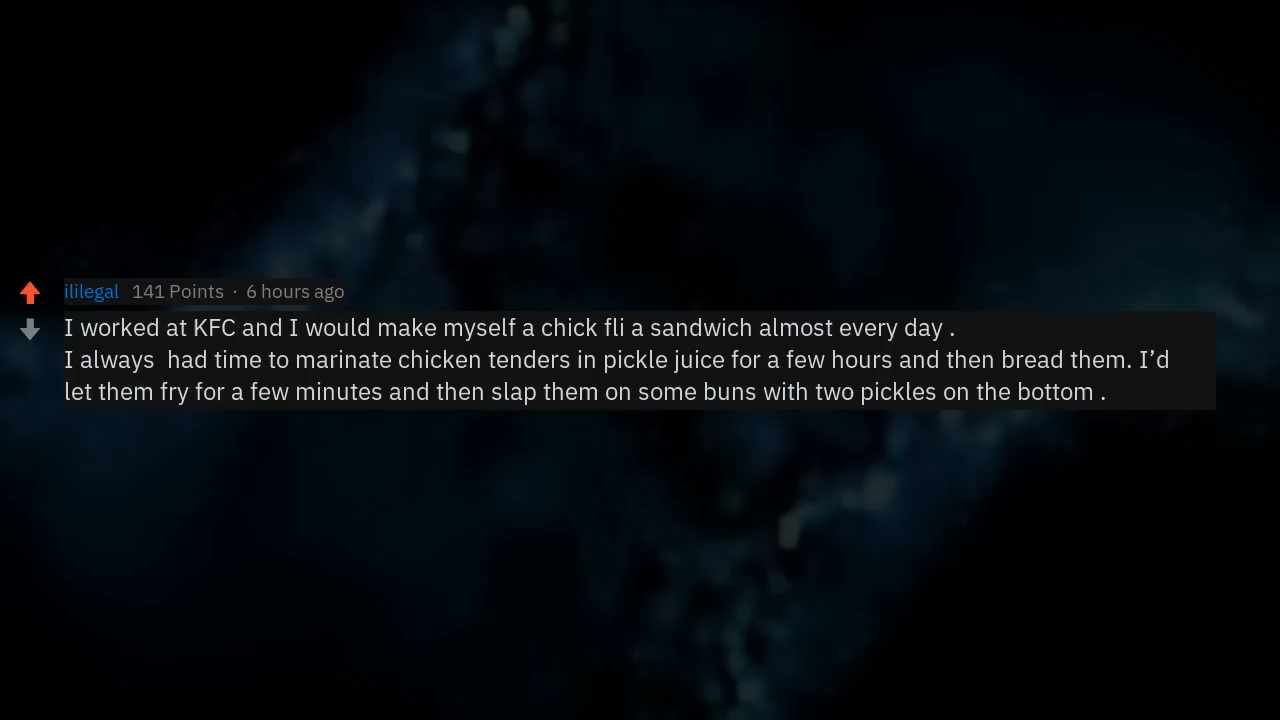 ililegal 141 Points · 6 hours ago
I worked at KFC and I would make myself a chick fli a sandwich almost every day .
I always  had time to marinate chicken tenders in pickle juice for a few hours and then bread them. I’d
let them fry for a few minutes and then slap them on some buns with two pickles on the bottom .